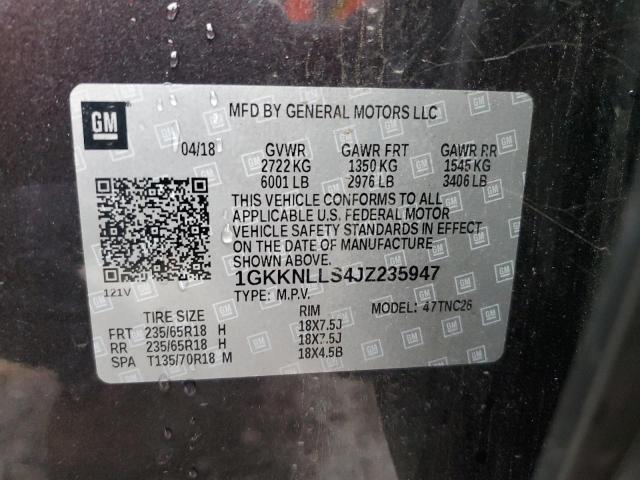 GM
MFD BY GENERAL MOTORS LLC
04/18 GVWR GAWR FRT GAWR RR
2722 KG 1350 KG 1545 KG
6001 LB 2976 LB 3406 LB
THIS VEHICLE CONFORMS TO ALL
APPLICABLE U.S. FEDERAL MOTOR
VEHICLE SAFETY STANDARDS IN EFFECT
ON THE DATE OF MANUFACTURE
SHOWN ABOVE.
1GKKNLLS4JZ235947
TYPE: M.P.V. MODEL: 47TNC26
121V
TIRE SIZE RIM
FRT 235/65R18 H 18X7.5J
RR 235/65R18 H 18X7.5J
SPA T135/70R18 M 18X4.5B